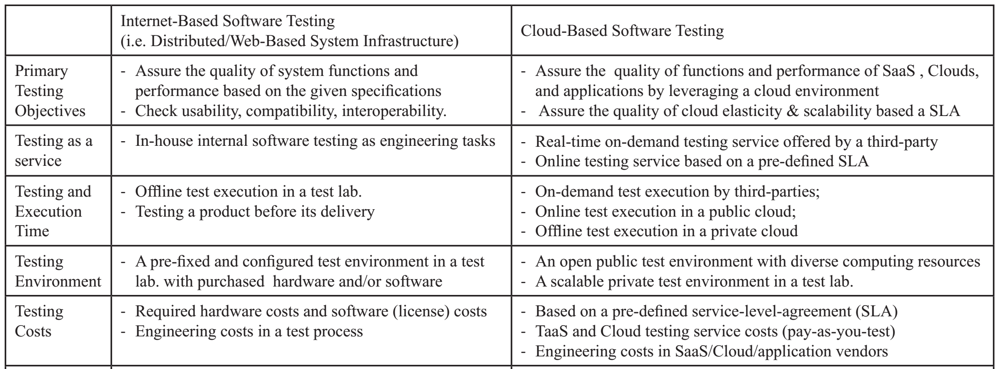 Internet-Based Software Testing
(i.e. Distributed/Web-Based System Infrastructure)
Cloud-Based Software Testing
Primary
Testing
Objectives
- Assure the quality of system functions and
performance based on the given specifications
- Check usability, compatibility, interoperability.
- Assure the quality of functions and performance of SaaS , Clouds,
and applications by leveraging a cloud environment
- Assure the quality of cloud elasticity & scalability based a SLA
Testing as a
service
- In-house internal software testing as engineering tasks
- Real-time on-demand testing service offered by a third-party
- Online testing service based on a pre-defined SLA
Testing and
Execution
Time
- Offline test execution in a test lab.
- Testing a product before its delivery
- On-demand test execution by third-parties;
- Online test execution in a public cloud;
- Offline test execution in a private cloud
Testing
Environment
- A pre-fixed and configured test environment in a test
lab. with purchased hardware and/or software
- An open public test environment with diverse computing resources
- A scalable private test environment in a test lab.
Testing
Costs
- Required hardware costs and software (license) costs
- Engineering costs in a test process
- Based on a pre-defined service-level-agreement (SLA)
- TaaS and Cloud testing service costs (pay-as-you-test)
- Engineering costs in SaaS/Cloud/application vendors